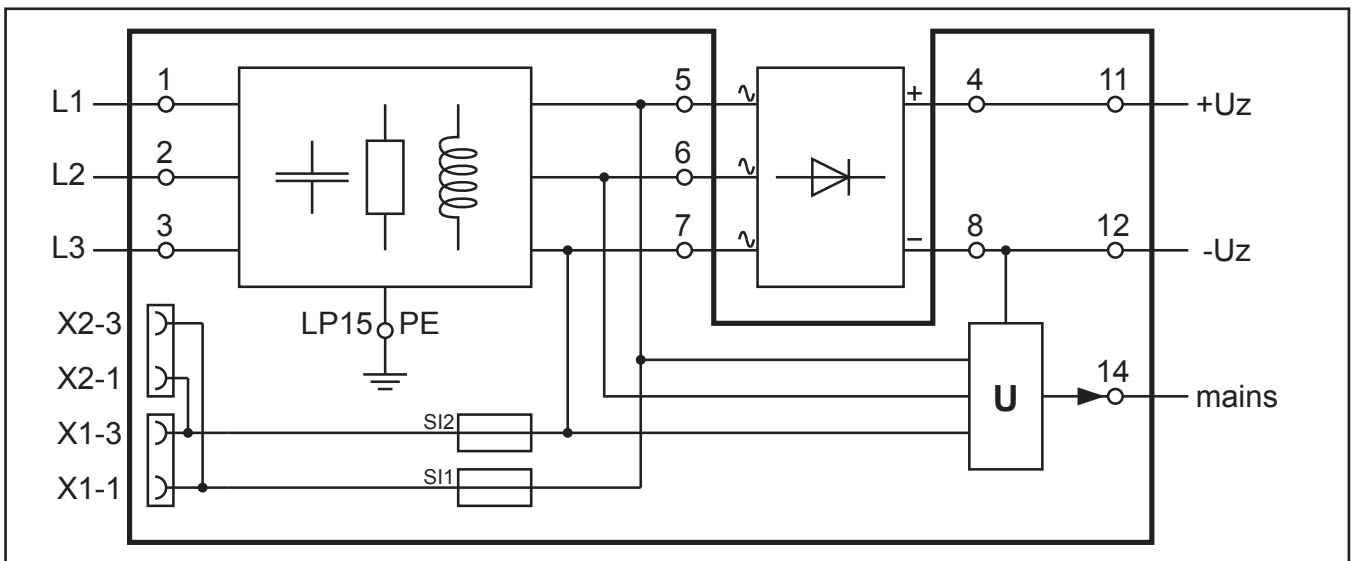 L1 1 5 + 4 11 +Uz
L2 2 6
L3 3 7 − 8 12 -Uz
X2-3 LP15 PE
X2-1 14
U mains
X1-3 SI2
X1-1 SI1